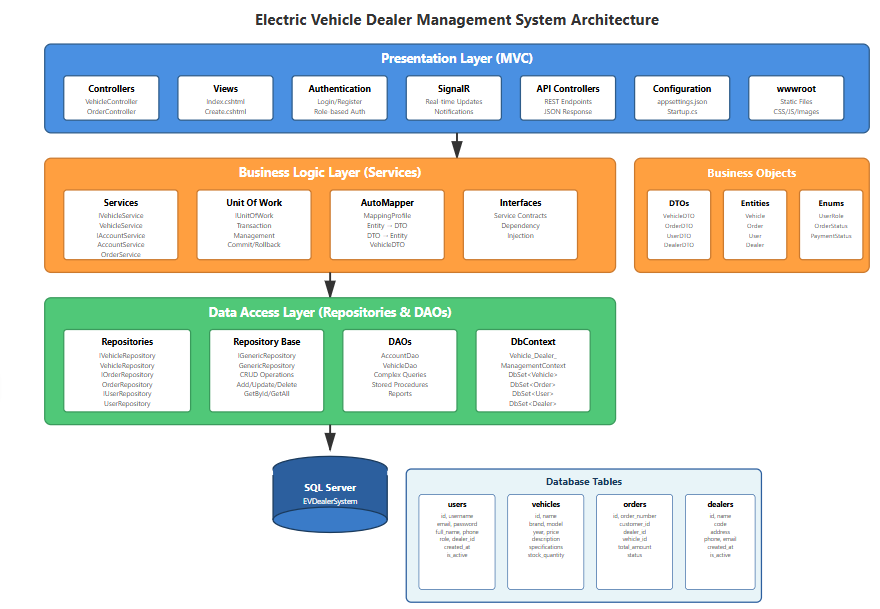 Electric Vehicle Dealer Management System Architecture
Presentation Layer (MVC)
Controllers
VehicleController
OrderController
Views
Index.cshtml
Create.cshtml
Authentication
Login/Register
Role-based Auth
SignalR
Real-time Updates
Notifications
API Controllers
REST Endpoints
JSON Response
Configuration
appsettings.json
Startup.cs
wwwroot
Static Files
CSS/JS/Images
Business Logic Layer (Services)
Services
IVehicleService
VehicleService
IAccountService
AccountService
OrderService
Unit Of Work
IUnitOfWork
Transaction
Management
Commit/Rollback
AutoMapper
MappingProfile
Entity → DTO
DTO → Entity
VehicleDTO
Interfaces
Service Contracts
Dependency
Injection
Business Objects
DTOs
VehicleDTO
OrderDTO
UserDTO
DealerDTO
Entities
Vehicle
Order
User
Dealer
Enums
UserRole
OrderStatus
PaymentStatus
Data Access Layer (Repositories & DAOs)
Repositories
IVehicleRepository
VehicleRepository
IOrderRepository
OrderRepository
IUserRepository
UserRepository
Repository Base
IGenericRepository
GenericRepository
CRUD Operations
Add/Update/Delete
GetById/GetAll
DAOs
AccountDao
VehicleDao
Complex Queries
Stored Procedures
Reports
DbContext
Vehicle_Dealer_
ManagementContext
DbSet<Vehicle>
DbSet<Order>
DbSet<User>
DbSet<Dealer>
SQL Server
EVDealerSystem
Database Tables
users
id, username
email, password
full_name, phone
role, dealer_id
created_at
is_active
vehicles
id, name
brand, model
year, price
description
specifications
stock_quantity
orders
id, order_number
customer_id
dealer_id
vehicle_id
total_amount
status
dealers
id, name
code
address
phone, email
created_at
is_active